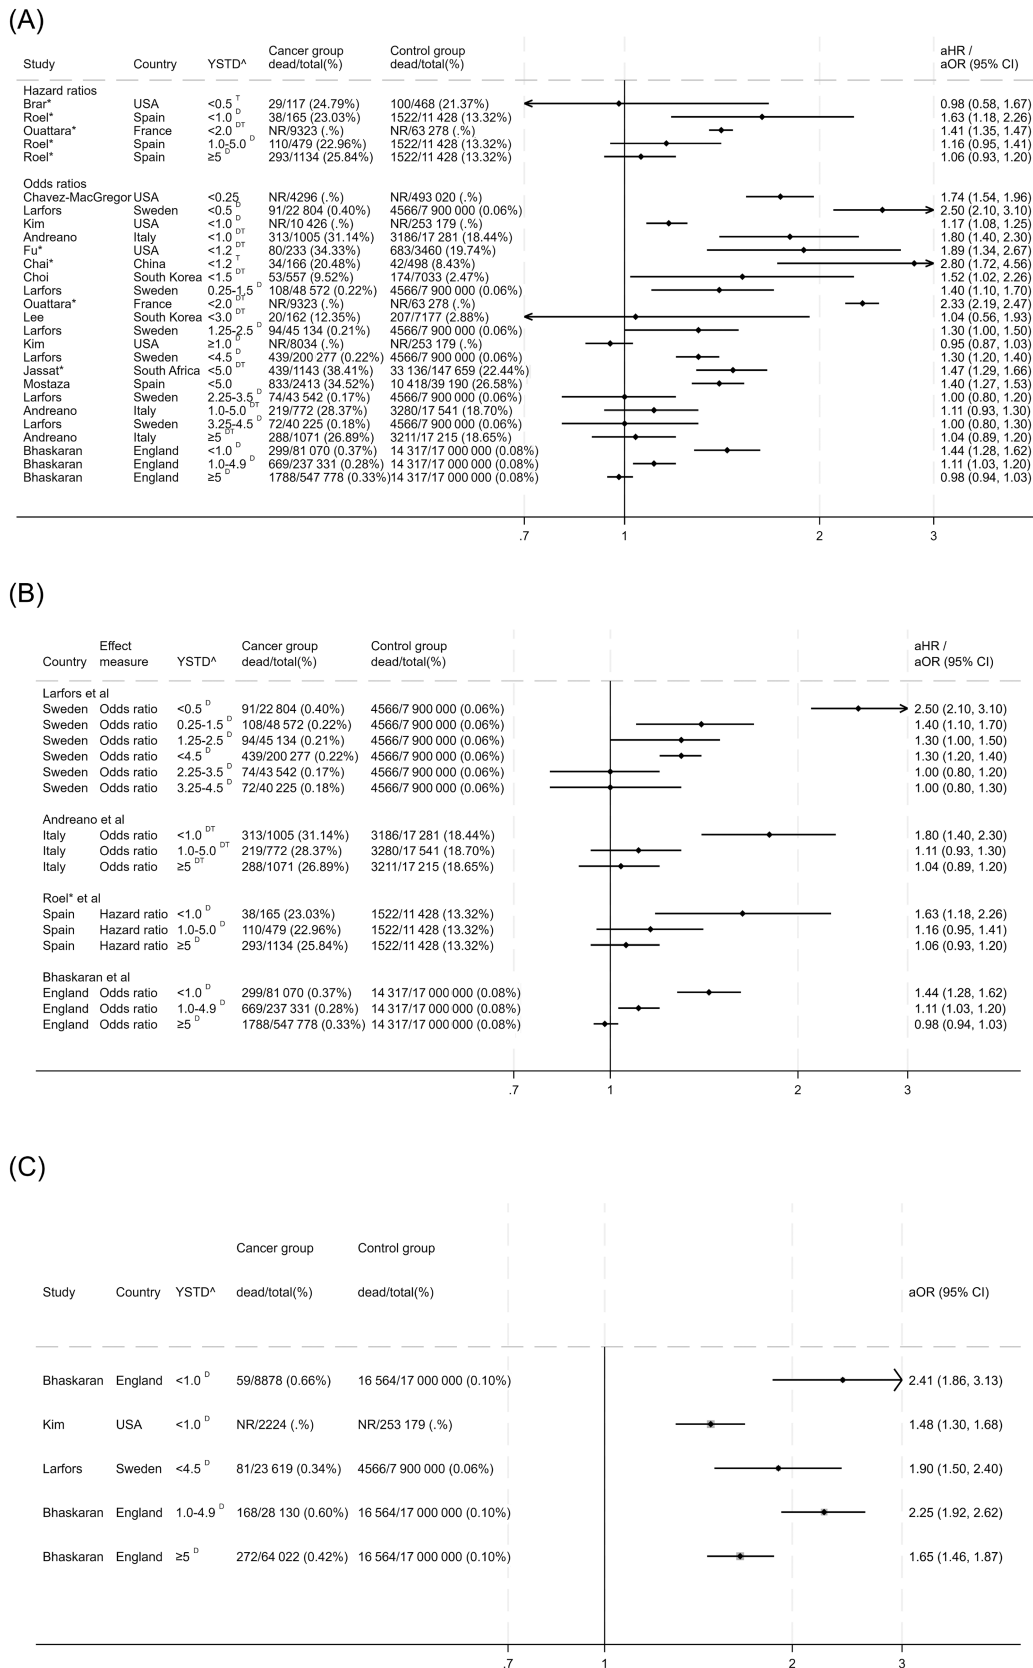 (A)
Cancer group Control group aHR /
Study Country YSTD^ dead/total(%) dead/total(%) aOR (95% CI)
Hazard ratios
Brar* USA <0.5 T 29/117 (24.79%) 100/468 (21.37%) 0.98 (0.58, 1.67)
Roel* Spain <1.0 D 38/165 (23.03%) 1522/11 428 (13.32%) 1.63 (1.18, 2.26)
Ouattara* France <2.0 DT NR/9323 (.%) NR/63 278 (.%) 1.41 (1.35, 1.47)
Roel* Spain 1.0-5.0 D 110/479 (22.96%) 1522/11 428 (13.32%) 1.16 (0.95, 1.41)
Roel* Spain ≥5 D 293/1134 (25.84%) 1522/11 428 (13.32%) 1.06 (0.93, 1.20)
Odds ratios
Chavez-MacGregor USA <0.25 NR/4296 (.%) NR/493 020 (.%) 1.74 (1.54, 1.96)
Larfors Sweden <0.5 D 91/22 804 (0.40%) 4566/7 900 000 (0.06%) 2.50 (2.10, 3.10)
Kim USA <1.0 D NR/10 426 (.%) NR/253 179 (.%) 1.17 (1.08, 1.25)
Andreano Italy <1.0 DT 313/1005 (31.14%) 3186/17 281 (18.44%) 1.80 (1.40, 2.30)
Fu* USA <1.2 DT 80/233 (34.33%) 683/3460 (19.74%) 1.89 (1.34, 2.67)
Chai* China <1.2 T 34/166 (20.48%) 42/498 (8.43%) 2.80 (1.72, 4.56)
Choi South Korea <1.5 DT 53/557 (9.52%) 174/7033 (2.47%) 1.52 (1.02, 2.26)
Larfors Sweden 0.25-1.5 D 108/48 572 (0.22%) 4566/7 900 000 (0.06%) 1.40 (1.10, 1.70)
Ouattara* France <2.0 DT NR/9323 (.%) NR/63 278 (.%) 2.33 (2.19, 2.47)
Lee South Korea <3.0 DT 20/162 (12.35%) 207/7177 (2.88%) 1.04 (0.56, 1.93)
Larfors Sweden 1.25-2.5 D 94/45 134 (0.21%) 4566/7 900 000 (0.06%) 1.30 (1.00, 1.50)
Kim USA ≥1.0 D NR/8034 (.%) NR/253 179 (.%) 0.95 (0.87, 1.03)
Larfors Sweden <4.5 D 439/200 277 (0.22%) 4566/7 900 000 (0.06%) 1.30 (1.20, 1.40)
Jassat* South Africa <5.0 DT 439/1143 (38.41%) 33 136/147 659 (22.44%) 1.47 (1.29, 1.66)
Mostaza Spain <5.0 833/2413 (34.52%) 10 418/39 190 (26.58%) 1.40 (1.27, 1.53)
Larfors Sweden 2.25-3.5 D 74/43 542 (0.17%) 4566/7 900 000 (0.06%) 1.00 (0.80, 1.20)
Andreano Italy 1.0-5.0 DT 219/772 (28.37%) 3280/17 541 (18.70%) 1.11 (0.93, 1.30)
Larfors Sweden 3.25-4.5 D 72/40 225 (0.18%) 4566/7 900 000 (0.06%) 1.00 (0.80, 1.30)
Andreano Italy ≥5 DT 288/1071 (26.89%) 3211/17 215 (18.65%) 1.04 (0.89, 1.20)
Bhaskaran England <1.0 D 299/81 070 (0.37%) 14 317/17 000 000 (0.08%) 1.44 (1.28, 1.62)
Bhaskaran England 1.0-4.9 D 669/237 331 (0.28%) 14 317/17 000 000 (0.08%) 1.11 (1.03, 1.20)
Bhaskaran England ≥5 D 1788/547 778 (0.33%) 14 317/17 000 000 (0.08%) 0.98 (0.94, 1.03)
.7 1 2 3
(B)
Effect Cancer group Control group aHR /
Country measure YSTD^ dead/total(%) dead/total(%) aOR (95% CI)
Larfors et al
Sweden Odds ratio <0.5 D 91/22 804 (0.40%) 4566/7 900 000 (0.06%) 2.50 (2.10, 3.10)
Sweden Odds ratio 0.25-1.5 D 108/48 572 (0.22%) 4566/7 900 000 (0.06%) 1.40 (1.10, 1.70)
Sweden Odds ratio 1.25-2.5 D 94/45 134 (0.21%) 4566/7 900 000 (0.06%) 1.30 (1.00, 1.50)
Sweden Odds ratio <4.5 D 439/200 277 (0.22%) 4566/7 900 000 (0.06%) 1.30 (1.20, 1.40)
Sweden Odds ratio 2.25-3.5 D 74/43 542 (0.17%) 4566/7 900 000 (0.06%) 1.00 (0.80, 1.20)
Sweden Odds ratio 3.25-4.5 D 72/40 225 (0.18%) 4566/7 900 000 (0.06%) 1.00 (0.80, 1.30)
Andreano et al
Italy Odds ratio <1.0 DT 313/1005 (31.14%) 3186/17 281 (18.44%) 1.80 (1.40, 2.30)
Italy Odds ratio 1.0-5.0 DT 219/772 (28.37%) 3280/17 541 (18.70%) 1.11 (0.93, 1.30)
Italy Odds ratio ≥5 DT 288/1071 (26.89%) 3211/17 215 (18.65%) 1.04 (0.89, 1.20)
Roel* et al
Spain Hazard ratio <1.0 D 38/165 (23.03%) 1522/11 428 (13.32%) 1.63 (1.18, 2.26)
Spain Hazard ratio 1.0-5.0 D 110/479 (22.96%) 1522/11 428 (13.32%) 1.16 (0.95, 1.41)
Spain Hazard ratio ≥5 D 293/1134 (25.84%) 1522/11 428 (13.32%) 1.06 (0.93, 1.20)
Bhaskaran et al
England Odds ratio <1.0 D 299/81 070 (0.37%) 14 317/17 000 000 (0.08%) 1.44 (1.28, 1.62)
England Odds ratio 1.0-4.9 D 669/237 331 (0.28%) 14 317/17 000 000 (0.08%) 1.11 (1.03, 1.20)
England Odds ratio ≥5 D 1788/547 778 (0.33%) 14 317/17 000 000 (0.08%) 0.98 (0.94, 1.03)
.7 1 2 3
(C)
Cancer group Control group
Study Country YSTD^ dead/total(%) dead/total(%) aOR (95% CI)
Bhaskaran England <1.0 D 59/8878 (0.66%) 16 564/17 000 000 (0.10%) 2.41 (1.86, 3.13)
Kim USA <1.0 D NR/2224 (.%) NR/253 179 (.%) 1.48 (1.30, 1.68)
Larfors Sweden <4.5 D 81/23 619 (0.34%) 4566/7 900 000 (0.06%) 1.90 (1.50, 2.40)
Bhaskaran England 1.0-4.9 D 168/28 130 (0.60%) 16 564/17 000 000 (0.10%) 2.25 (1.92, 2.62)
Bhaskaran England ≥5 D 272/64 022 (0.42%) 16 564/17 000 000 (0.10%) 1.65 (1.46, 1.87)
.7 1 2 3